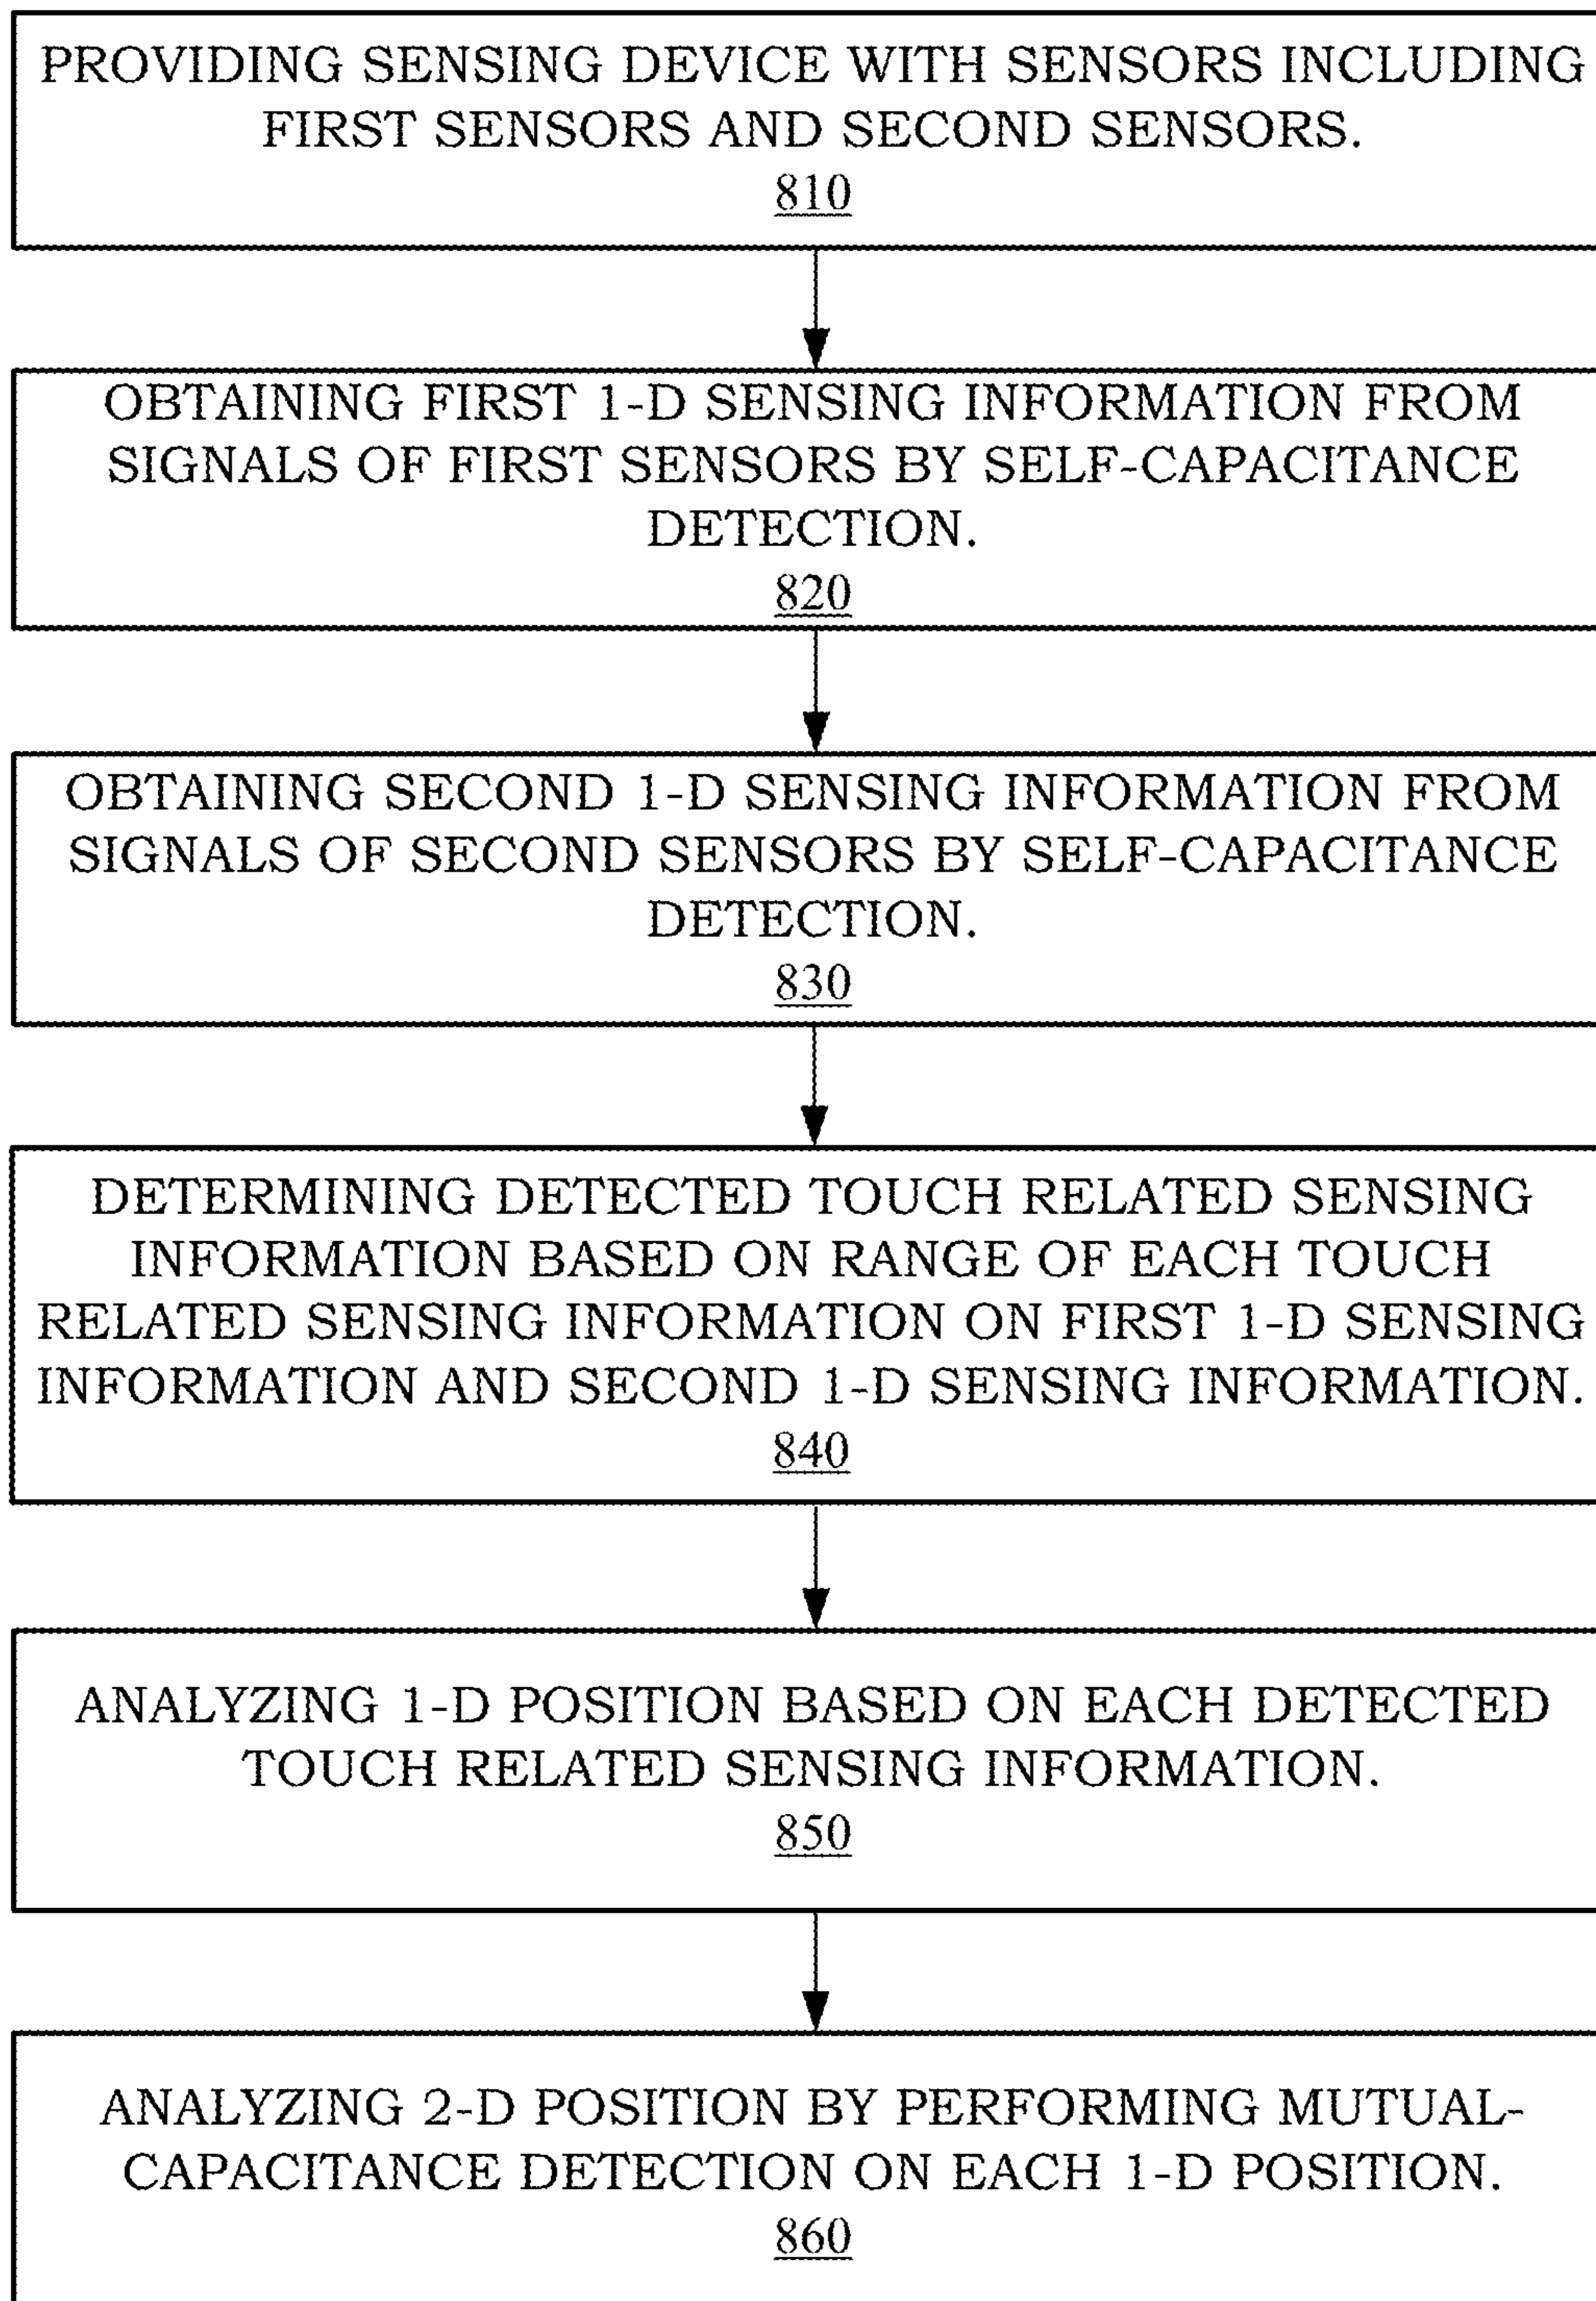 PROVIDING SENSING DEVICE WITH SENSORS INCLUDING
FIRST SENSORS AND SECOND SENSORS.
810
OBTAINING FIRST 1-D SENSING INFORMATION FROM
SIGNALS OF FIRST SENSORS BY SELF-CAPACITANCE
DETECTION.
820
OBTAINING SECOND 1-D SENSING INFORMATION FROM
SIGNALS OF SECOND SENSORS BY SELF-CAPACITANCE
DETECTION.
830
DETERMINING DETECTED TOUCH RELATED SENSING
INFORMATION BASED ON RANGE OF EACH TOUCH
RELATED SENSING INFORMATION ON FIRST 1-D SENSING
INFORMATION AND SECOND 1-D SENSING INFORMATION.
840
ANALYZING 1-D POSITION BASED ON EACH DETECTED
TOUCH RELATED SENSING INFORMATION.
850
ANALYZING 2-D POSITION BY PERFORMING MUTUAL-
CAPACITANCE DETECTION ON EACH 1-D POSITION.
860